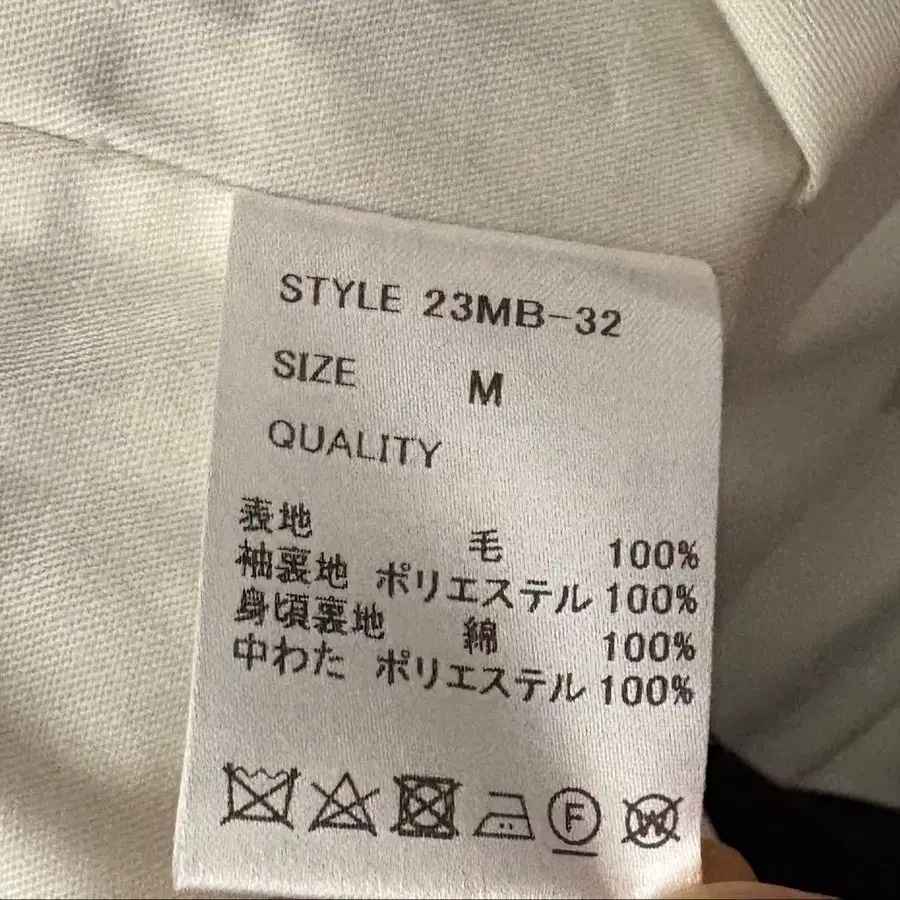 STYLE 23MB-32
SIZE M
QUALITY
表地 毛 100%
袖裏地 ポリエステル 100%
身頃裏地 綿 100%
中わた ポリエステル 100%
F W